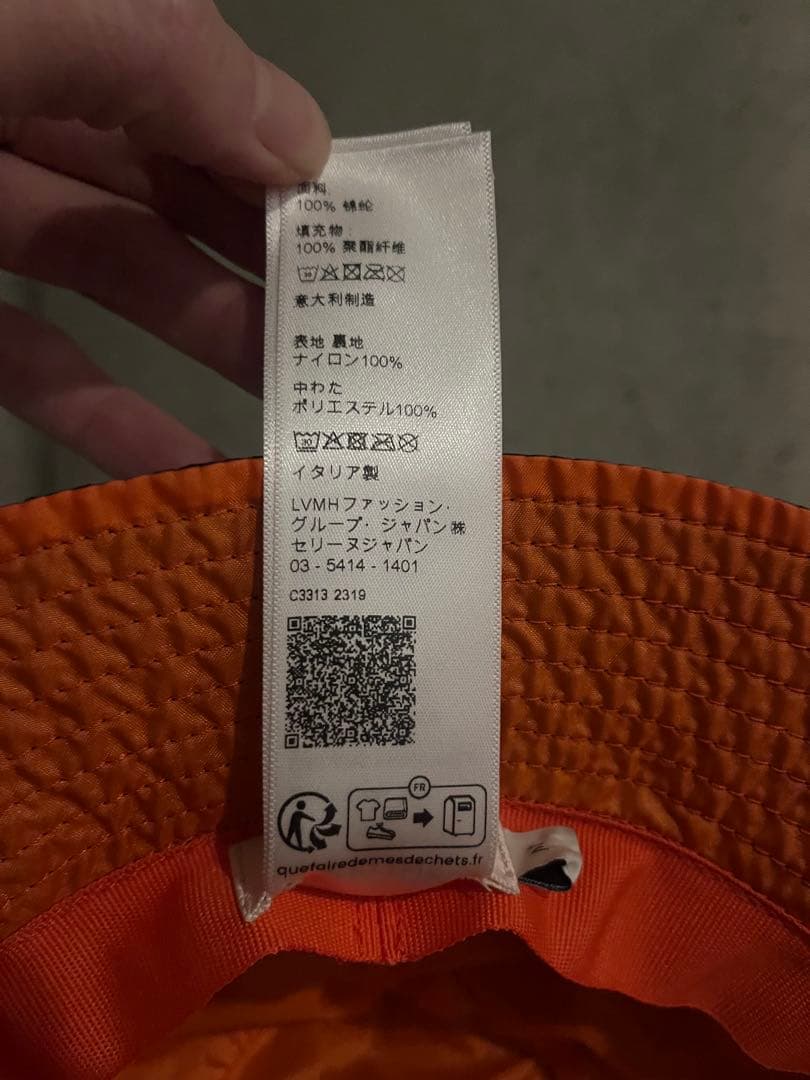 面料:
100% 锦纶
填充物:
100% 聚酯纤维
30
意大利制造
表地 裏地
ナイロン100%
中わた
ポリエステル100%
30
イタリア製
LVMHファッション・
グループ・ジャパン㈱
セリーヌジャパン
03 - 5414 - 1401
C3313 2319
FR
quefairedemesdechets.fr